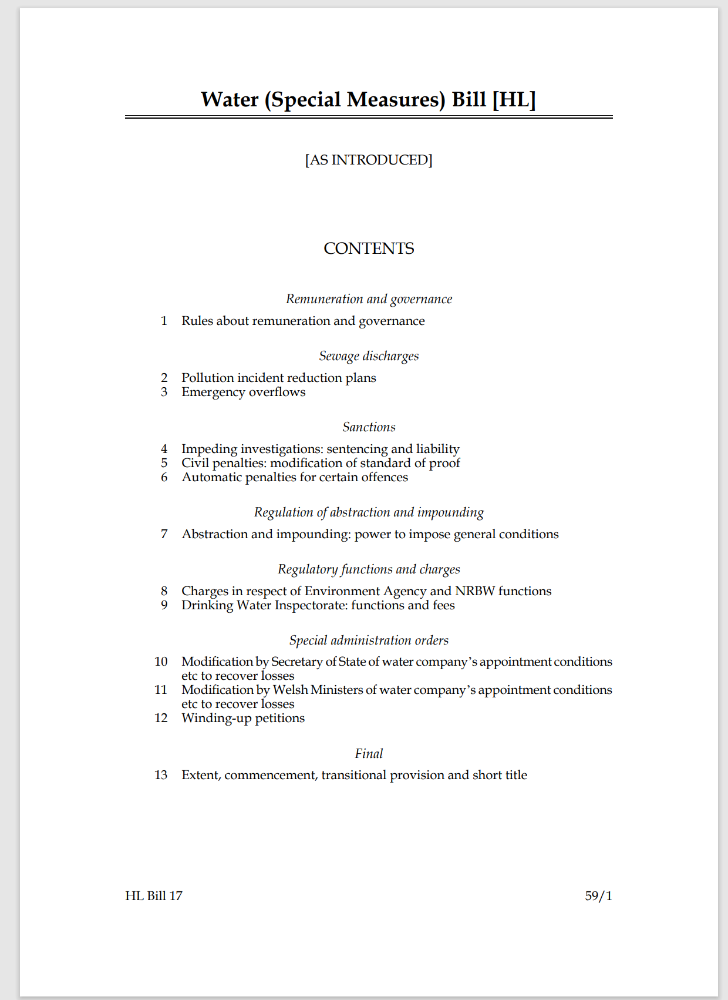 Water (Special Measures) Bill [HL]
[AS INTRODUCED]
CONTENTS
Remuneration and governance
1 Rules about remuneration and governance
Sewage discharges
2 Pollution incident reduction plans
3 Emergency overflows
Sanctions
4 Impeding investigations: sentencing and liability
5 Civil penalties: modification of standard of proof
6 Automatic penalties for certain offences
Regulation of abstraction and impounding
7 Abstraction and impounding: power to impose general conditions
Regulatory functions and charges
8 Charges in respect of Environment Agency and NRBW functions
9 Drinking Water Inspectorate: functions and fees
Special administration orders
10 Modification by Secretary of State of water company’s appointment conditions
etc to recover losses
11 Modification by Welsh Ministers of water company’s appointment conditions
etc to recover losses
12 Winding-up petitions
Final
13 Extent, commencement, transitional provision and short title
HL Bill 17 59/1